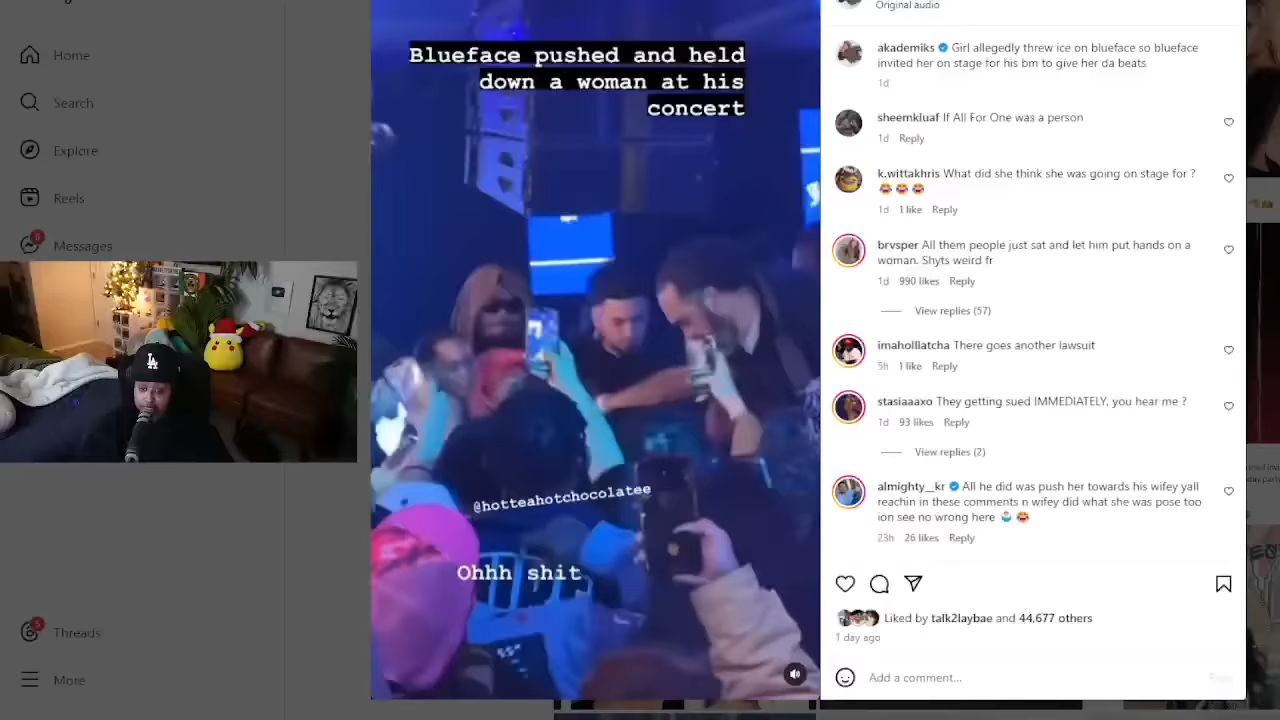 Home
Search
Explore
Reels
8
Messages
5
Threads
More
LA
Blueface pushed and held
down a woman at his
concert
@hotteahotchocolatee
Ohhh shit
Original audio
akademiks Girl allegedly threw ice on blueface so blueface
invited her on stage for his bm to give her da beats
1d
sheemkluaf If All For One was a person
1d Reply
k.wittakhris What did she think she was going on stage for ?
😂 😂 😂
1d 1 like Reply
brvsper All them people just sat and let him put hands on a
woman. Shyts weird fr
1d 990 likes Reply
View replies (57)
imahollllatcha There goes another lawsuit
5h 1 like Reply
stasiaaaxo They getting sued IMMEDIATELY, you hear me ?
1d 93 likes Reply
View replies (2)
almighty__kr All he did was push her towards his wifey yall
reachin in these comments n wifey did what she was pose too
ion see no wrong here 🤷🏻‍♂️ 😂
23h 26 likes Reply
Liked by talk2laybae and 44,677 others
1 day ago
Add a comment...
Post